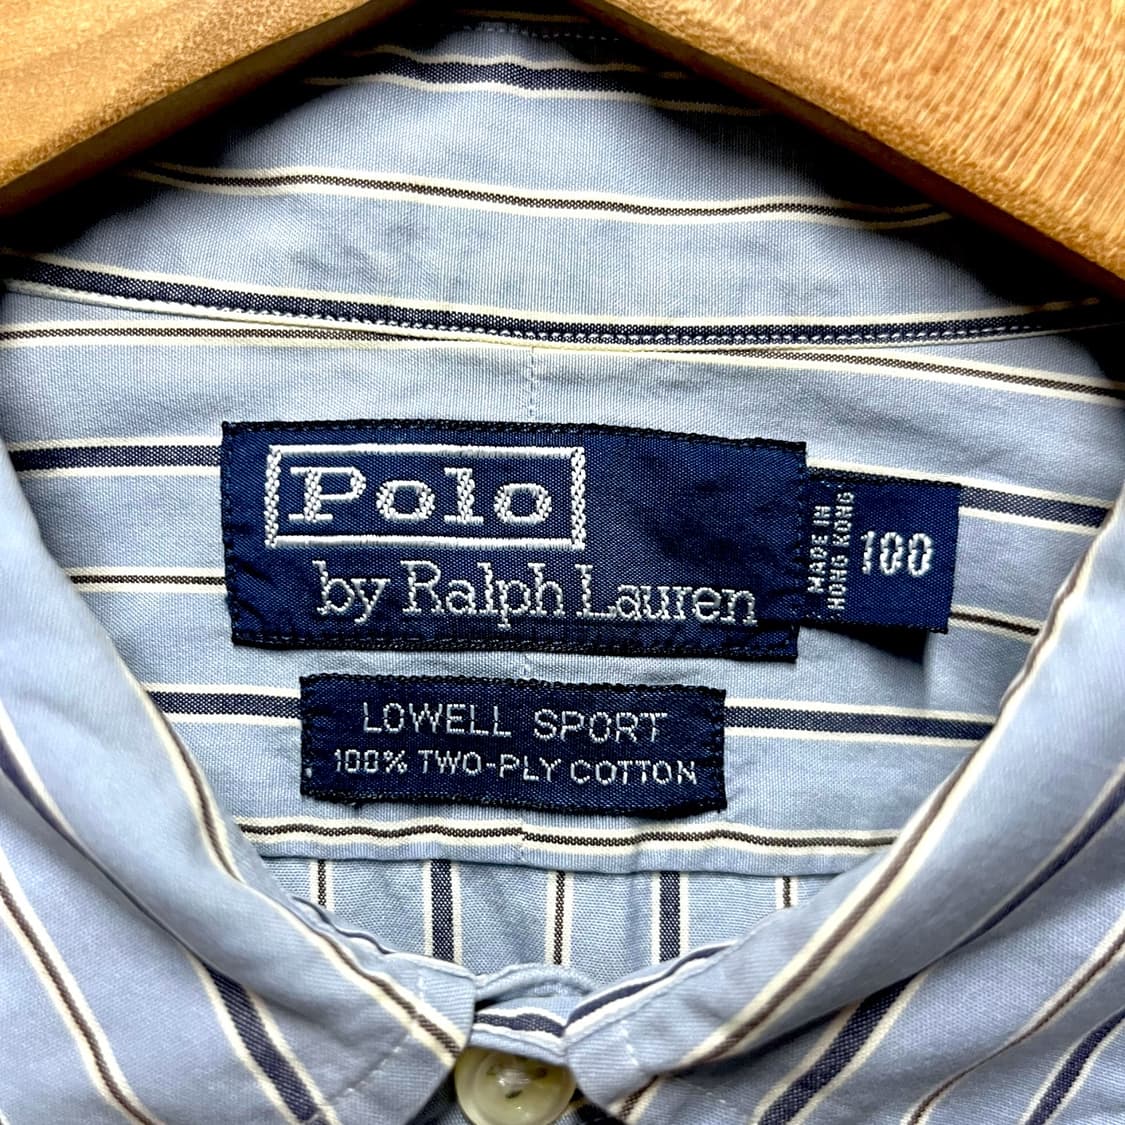 Polo
by Ralph Lauren
MADE IN
HONG KONG
100
LOWELL SPORT
100% TWO-PLY COTTON